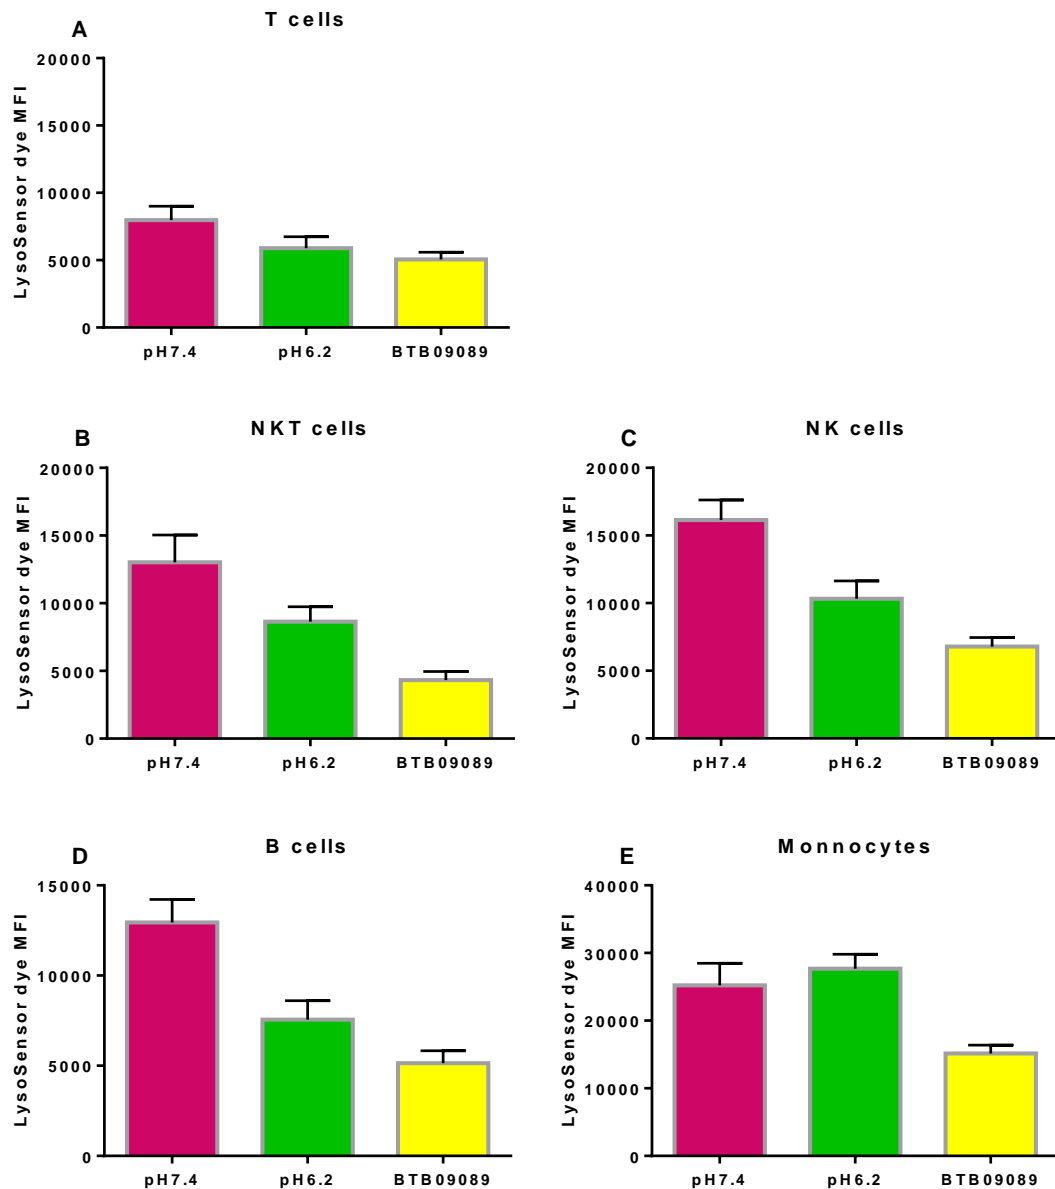 A
T cells
LysoSensor dye MFI
20000
15000
10000
5000
0
pH7.4 pH6.2 BTB09089
B
NKT cells
LysoSensor dye MFI
20000
15000
10000
5000
0
pH7.4 pH6.2 BTB09089
C
NK cells
LysoSensor dye MFI
20000
15000
10000
5000
0
pH7.4 pH6.2 BTB09089
D
B cells
LysoSensor dye MFI
15000
10000
5000
0
pH7.4 pH6.2 BTB09089
E
Monnocytes
LysoSensor dye MFI
40000
30000
20000
10000
0
pH7.4 pH6.2 BTB09089